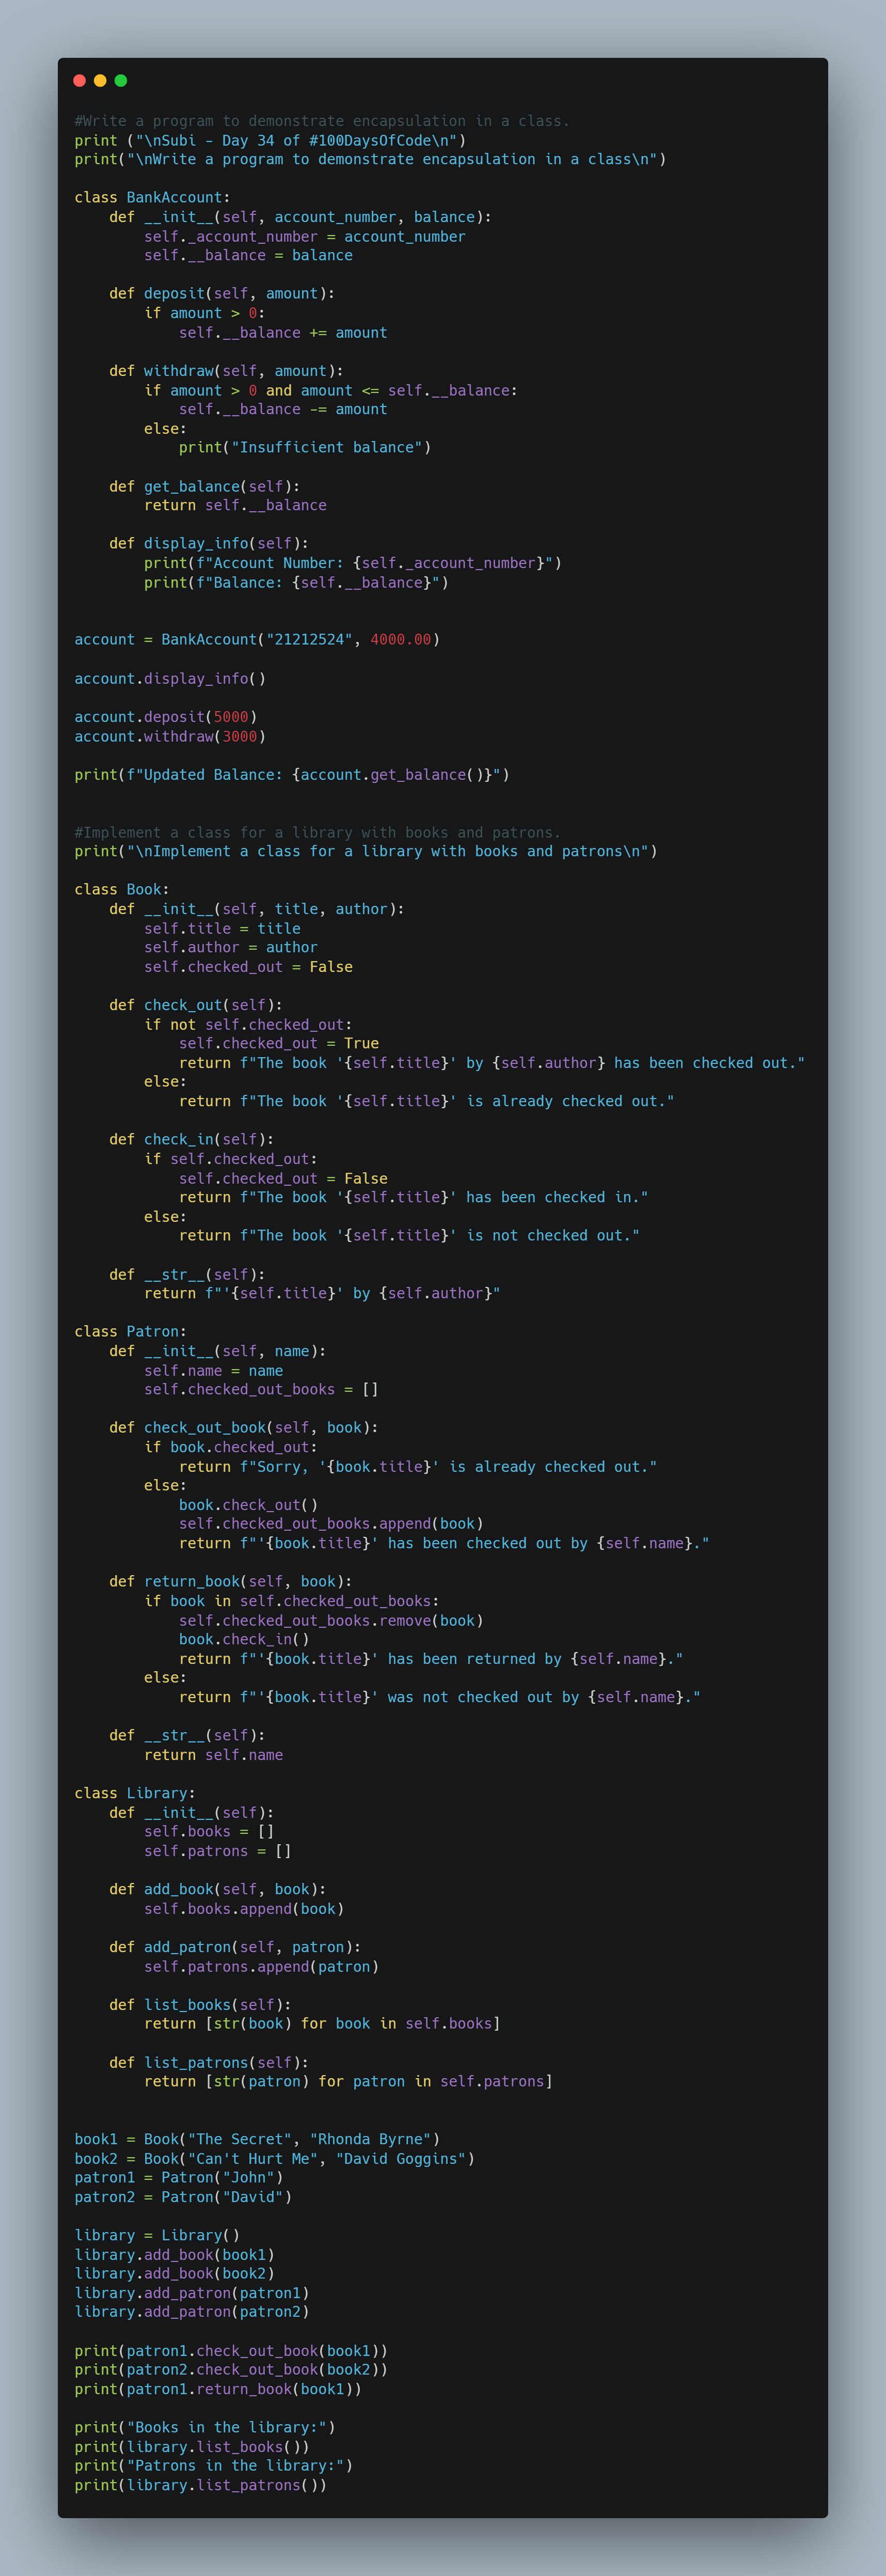 #Write a program to demonstrate encapsulation in a class.
print ("\nSubi - Day 34 of #100DaysOfCode\n")
print("\nWrite a program to demonstrate encapsulation in a class\n")

class BankAccount:
    def __init__(self, account_number, balance):
        self._account_number = account_number
        self.__balance = balance

    def deposit(self, amount):
        if amount > 0:
            self.__balance += amount

    def withdraw(self, amount):
        if amount > 0 and amount <= self.__balance:
            self.__balance -= amount
        else:
            print("Insufficient balance")

    def get_balance(self):
        return self.__balance

    def display_info(self):
        print(f"Account Number: {self._account_number}")
        print(f"Balance: {self.__balance}")


account = BankAccount("21212524", 4000.00)

account.display_info()

account.deposit(5000)
account.withdraw(3000)

print(f"Updated Balance: {account.get_balance()}")


#Implement a class for a library with books and patrons.
print("\nImplement a class for a library with books and patrons\n")

class Book:
    def __init__(self, title, author):
        self.title = title
        self.author = author
        self.checked_out = False

    def check_out(self):
        if not self.checked_out:
            self.checked_out = True
            return f"The book '{self.title}' by {self.author} has been checked out."
        else:
            return f"The book '{self.title}' is already checked out."

    def check_in(self):
        if self.checked_out:
            self.checked_out = False
            return f"The book '{self.title}' has been checked in."
        else:
            return f"The book '{self.title}' is not checked out."

    def __str__(self):
        return f"'{self.title}' by {self.author}"

class Patron:
    def __init__(self, name):
        self.name = name
        self.checked_out_books = []

    def check_out_book(self, book):
        if book.checked_out:
            return f"Sorry, '{book.title}' is already checked out."
        else:
            book.check_out()
            self.checked_out_books.append(book)
            return f"'{book.title}' has been checked out by {self.name}."

    def return_book(self, book):
        if book in self.checked_out_books:
            self.checked_out_books.remove(book)
            book.check_in()
            return f"'{book.title}' has been returned by {self.name}."
        else:
            return f"'{book.title}' was not checked out by {self.name}."

    def __str__(self):
        return self.name

class Library:
    def __init__(self):
        self.books = []
        self.patrons = []

    def add_book(self, book):
        self.books.append(book)

    def add_patron(self, patron):
        self.patrons.append(patron)

    def list_books(self):
        return [str(book) for book in self.books]

    def list_patrons(self):
        return [str(patron) for patron in self.patrons]


book1 = Book("The Secret", "Rhonda Byrne")
book2 = Book("Can't Hurt Me", "David Goggins")
patron1 = Patron("John")
patron2 = Patron("David")

library = Library()
library.add_book(book1)
library.add_book(book2)
library.add_patron(patron1)
library.add_patron(patron2)

print(patron1.check_out_book(book1))
print(patron2.check_out_book(book2))
print(patron1.return_book(book1))

print("Books in the library:")
print(library.list_books())
print("Patrons in the library:")
print(library.list_patrons())